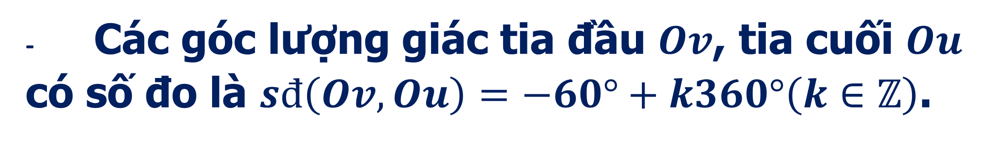 - Các góc lượng giác tia đầu Ov, tia cuối Ou
có số đo là sđ(Ov, Ou) = −60° + k360°(k ∈ ℤ).